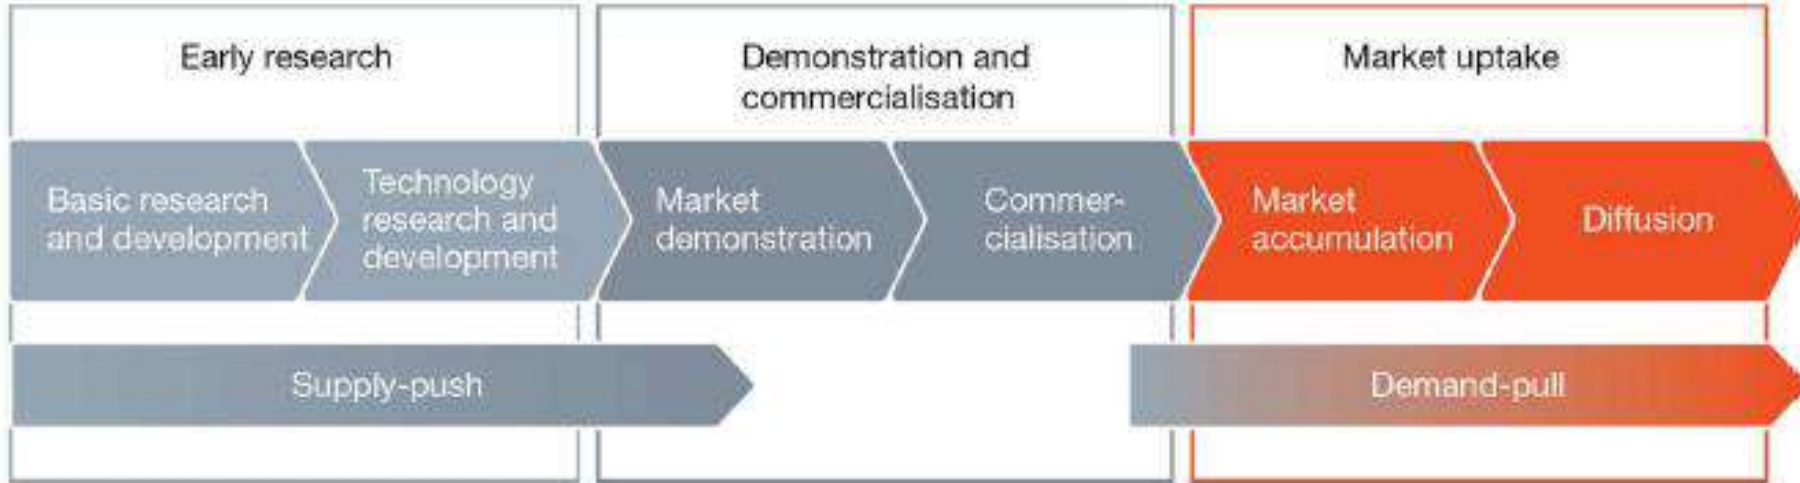 Early research
Demonstration and
commercialisation
Market uptake
Basic research
and development
Technology
research and
development
Market
demonstration
Commer-
cialisation
Market
accumulation
Diffusion
Supply-push
Demand-pull